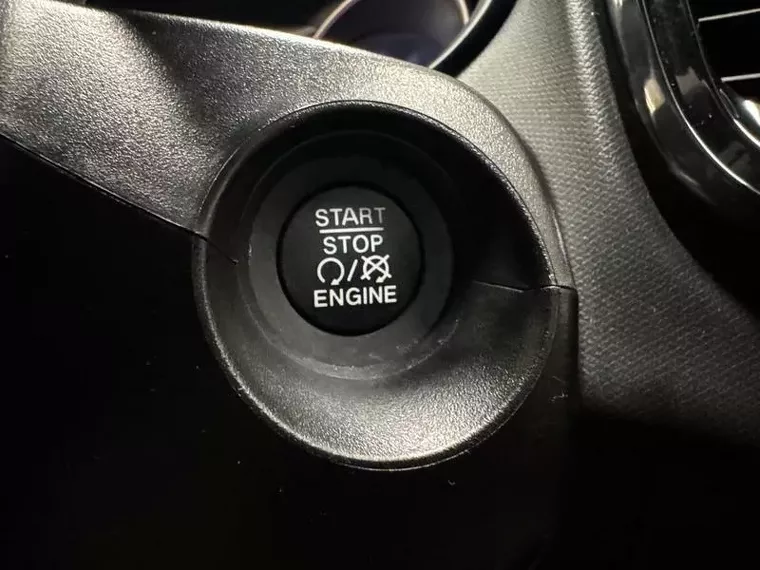 START
STOP
/
ENGINE